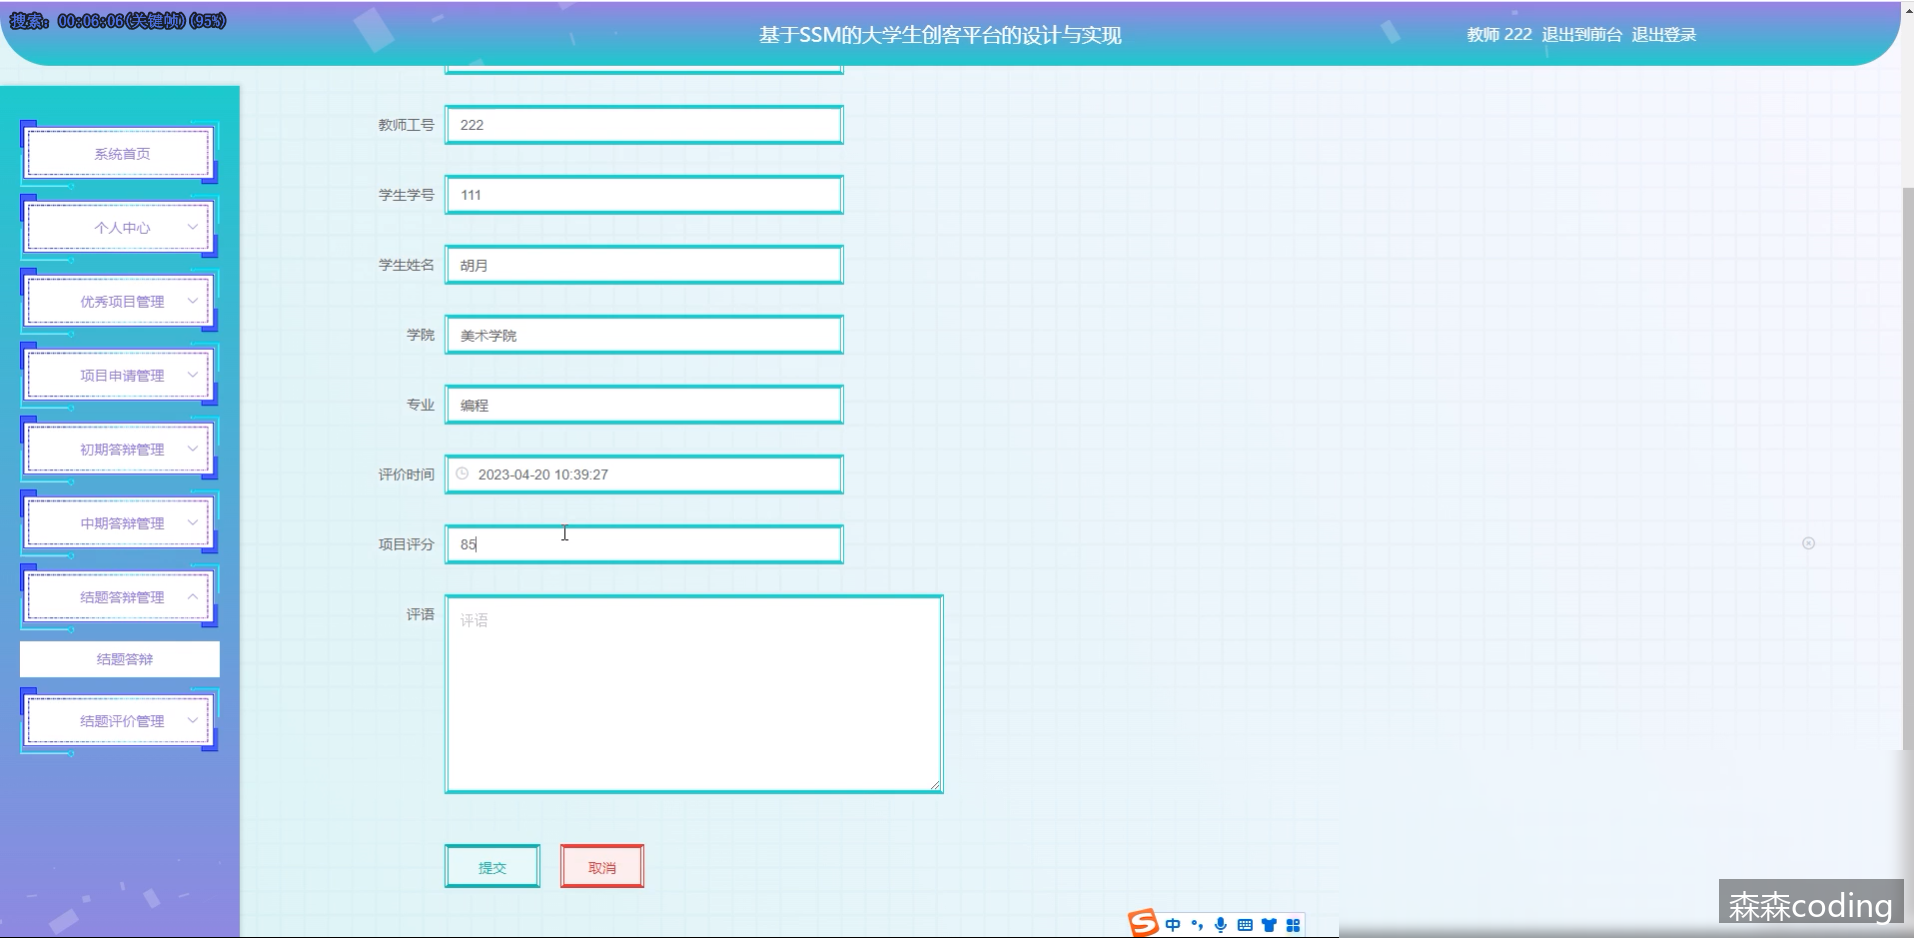 搜索: 00:06:06(关键帧)(95%)
基于SSM的大学生创客平台的设计与实现
教师 222 退出到前台 退出登录
系统首页
个人中心
优秀项目管理
项目申请管理
初期答辩管理
中期答辩管理
结题答辩管理
结题答辩
结题评价管理
教师工号 222
学生学号 111
学生姓名 胡月
学院 美术学院
专业 编程
评价时间 2023-04-20 10:39:27
项目评分 85
评语 评语
提交 取消
中
森森coding